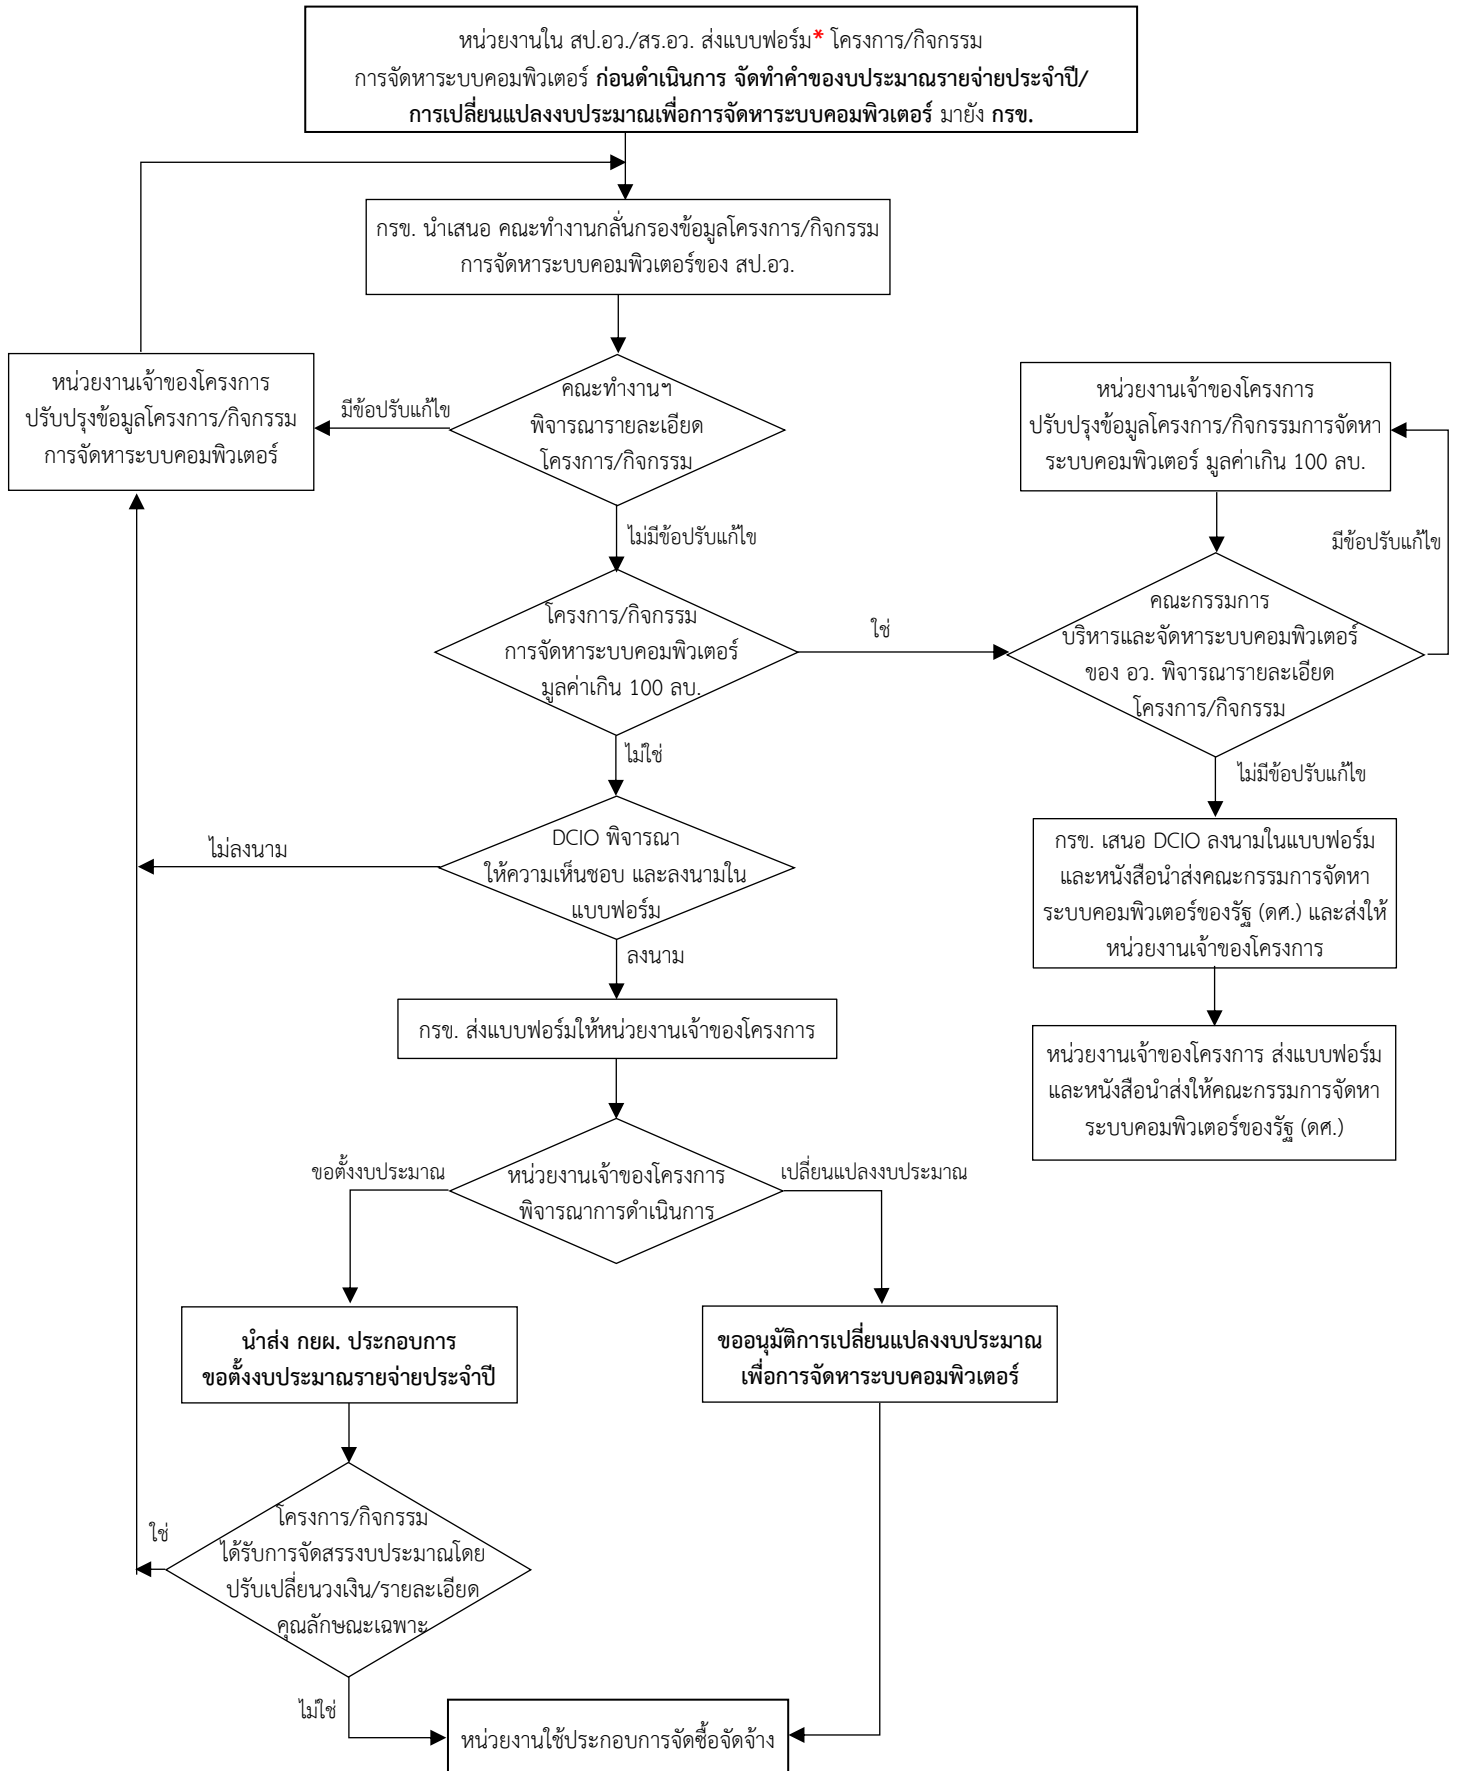 หน่วยงานใน สป.อว./สร.อว. ส่งแบบฟอร์ม* โครงการ/กิจกรรม
การจัดหาระบบคอมพิวเตอร์ ก่อนดำเนินการ จัดทำคำของบประมาณรายจ่ายประจำปี/
การเปลี่ยนแปลงงบประมาณเพื่อการจัดหาระบบคอมพิวเตอร์ มายัง กรข.
กรข. นำเสนอ คณะทำงานกลั่นกรองข้อมูลโครงการ/กิจกรรม
การจัดหาระบบคอมพิวเตอร์ของ สป.อว.
หน่วยงานเจ้าของโครงการ
ปรับปรุงข้อมูลโครงการ/กิจกรรม
การจัดหาระบบคอมพิวเตอร์
มีข้อปรับแก้ไข
คณะทำงานฯ
พิจารณารายละเอียด
โครงการ/กิจกรรม
หน่วยงานเจ้าของโครงการ
ปรับปรุงข้อมูลโครงการ/กิจกรรมการจัดหา
ระบบคอมพิวเตอร์ มูลค่าเกิน 100 ลบ.
ไม่มีข้อปรับแก้ไข
มีข้อปรับแก้ไข
โครงการ/กิจกรรม
การจัดหาระบบคอมพิวเตอร์
มูลค่าเกิน 100 ลบ.
ใช่
คณะกรรมการ
บริหารและจัดหาระบบคอมพิวเตอร์
ของ อว. พิจารณารายละเอียด
โครงการ/กิจกรรม
ไม่ใช่
ไม่มีข้อปรับแก้ไข
ไม่ลงนาม
DCIO พิจารณา
ให้ความเห็นชอบ และลงนามใน
แบบฟอร์ม
กรข. เสนอ DCIO ลงนามในแบบฟอร์ม
และหนังสือนำส่งคณะกรรมการจัดหา
ระบบคอมพิวเตอร์ของรัฐ (ดศ.) และส่งให้
หน่วยงานเจ้าของโครงการ
ลงนาม
กรข. ส่งแบบฟอร์มให้หน่วยงานเจ้าของโครงการ
หน่วยงานเจ้าของโครงการ ส่งแบบฟอร์ม
และหนังสือนำส่งให้คณะกรรมการจัดหา
ระบบคอมพิวเตอร์ของรัฐ (ดศ.)
ขอตั้งงบประมาณ
หน่วยงานเจ้าของโครงการ
พิจารณาการดำเนินการ
เปลี่ยนแปลงงบประมาณ
นำส่ง กยผ. ประกอบการ
ขอตั้งงบประมาณรายจ่ายประจำปี
ขออนุมัติการเปลี่ยนแปลงงบประมาณ
เพื่อการจัดหาระบบคอมพิวเตอร์
ใช่
โครงการ/กิจกรรม
ได้รับการจัดสรรงบประมาณโดย
ปรับเปลี่ยนวงเงิน/รายละเอียด
คุณลักษณะเฉพาะ
ไม่ใช่
หน่วยงานใช้ประกอบการจัดซื้อจัดจ้าง